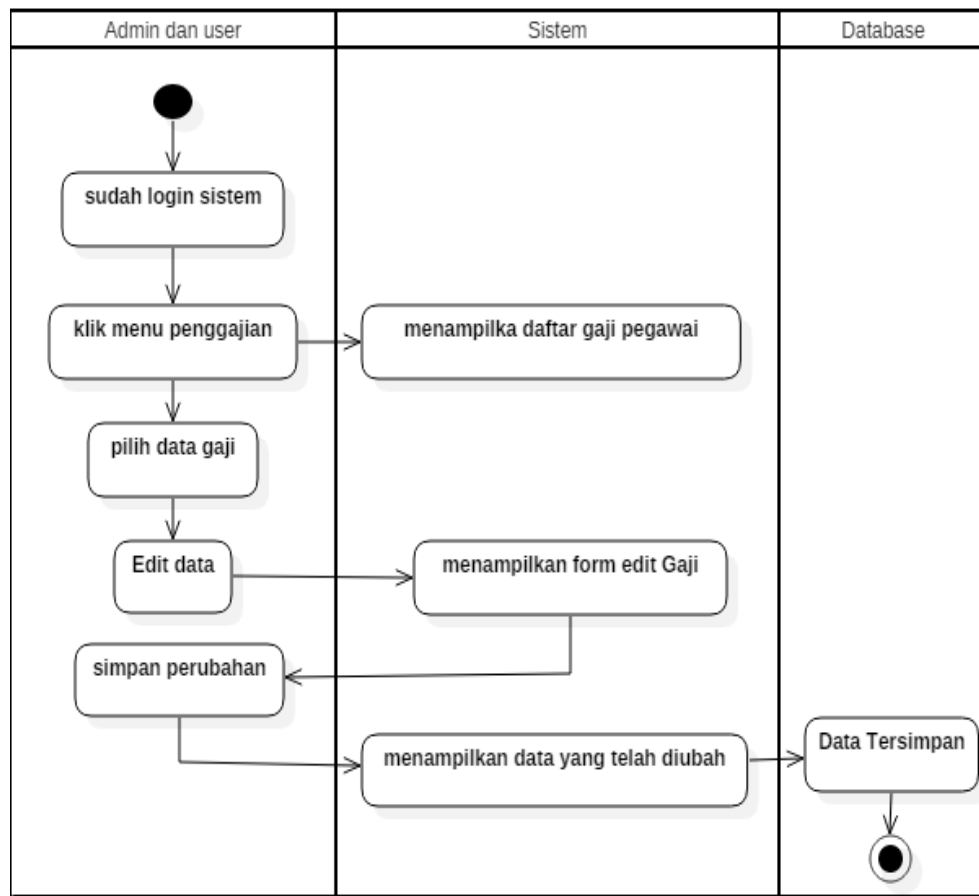 Admin dan user
Sistem
Database
sudah login sistem
klik menu penggajian
menampilka daftar gaji pegawai
pilih data gaji
Edit data
menampilkan form edit Gaji
simpan perubahan
menampilkan data yang telah diubah
Data Tersimpan